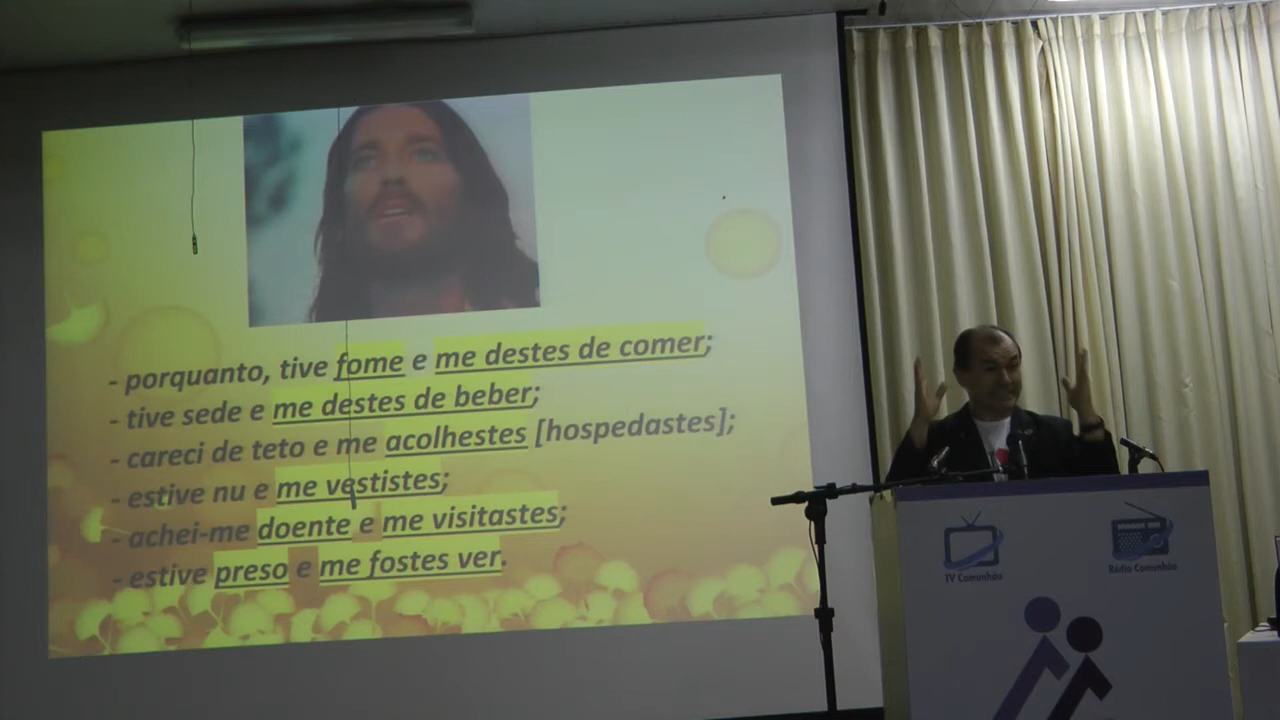 - porquanto, tive fome e me destes de comer;
- tive sede e me destes de beber;
- careci de teto e me acolhestes [hospedastes];
- estive nu e me vestistes;
- achei-me doente e me visitastes;
- estive preso e me fostes ver.
TV Comunhão
Rádio Comunhão